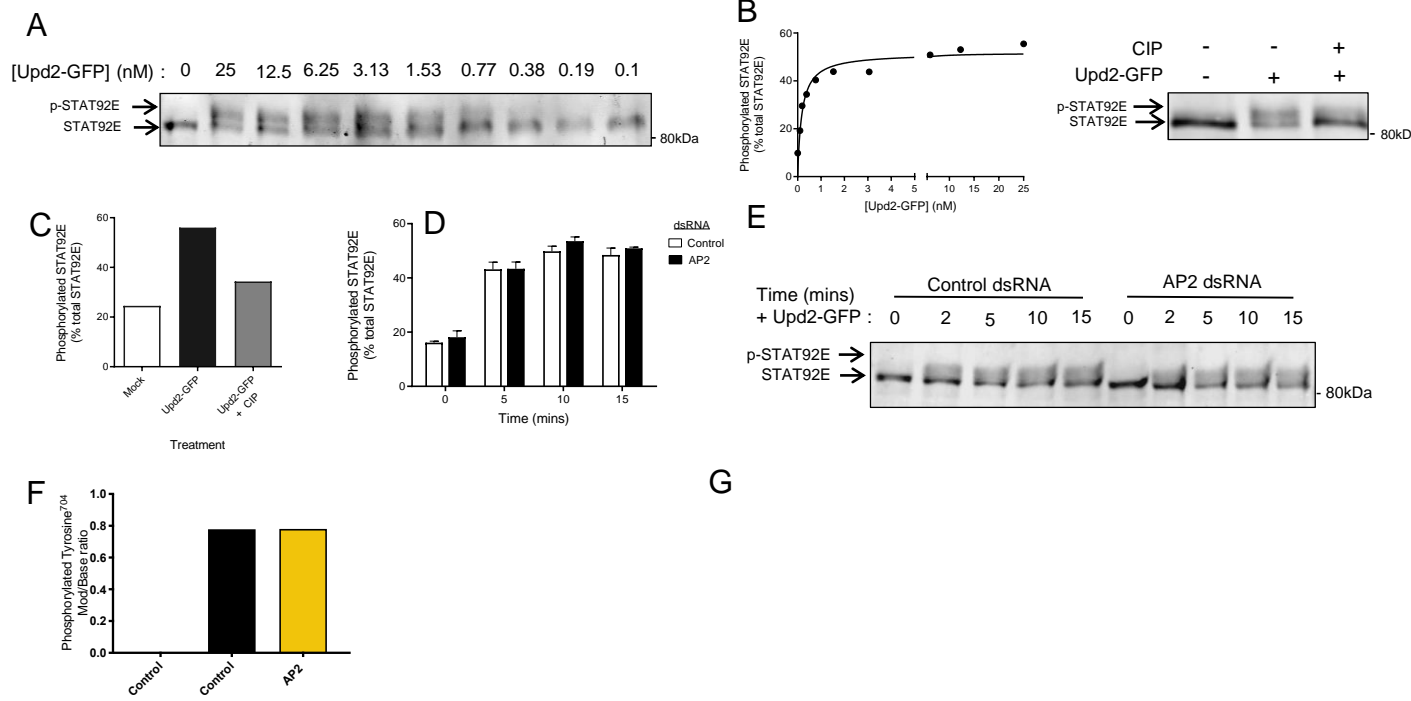 A
[Upd2-GFP] (nM) : 0 25 12.5 6.25 3.13 1.53 0.77 0.38 0.19 0.1
p-STAT92E
STAT92E
- 80kDa
B
Phosphorylated STAT92E
(% total STAT92E)
60
40
20
0
0 1 2 3 4 5 10 15 20 25
[Upd2-GFP] (nM)
CIP - - +
Upd2-GFP - + +
p-STAT92E
STAT92E
- 80kD
C
Phosphorylated STAT92E
(% total STAT92E)
60
40
20
0
Mock
Upd2-GFP
Upd2-GFP
+ CIP
Treatment
D
Phosphorylated STAT92E
(% total STAT92E)
60
40
20
0
0 5 10 15
Time (mins)
dsRNA
Control
AP2
E
Control dsRNA AP2 dsRNA
Time (mins)
+ Upd2-GFP : 0 2 5 10 15 0 2 5 10 15
p-STAT92E
STAT92E
- 80kDa
F
Phosphorylated Tyrosine704
Mod/Base ratio
1.0
0.8
0.6
0.4
0.2
0.0
Control
Control
AP2
G